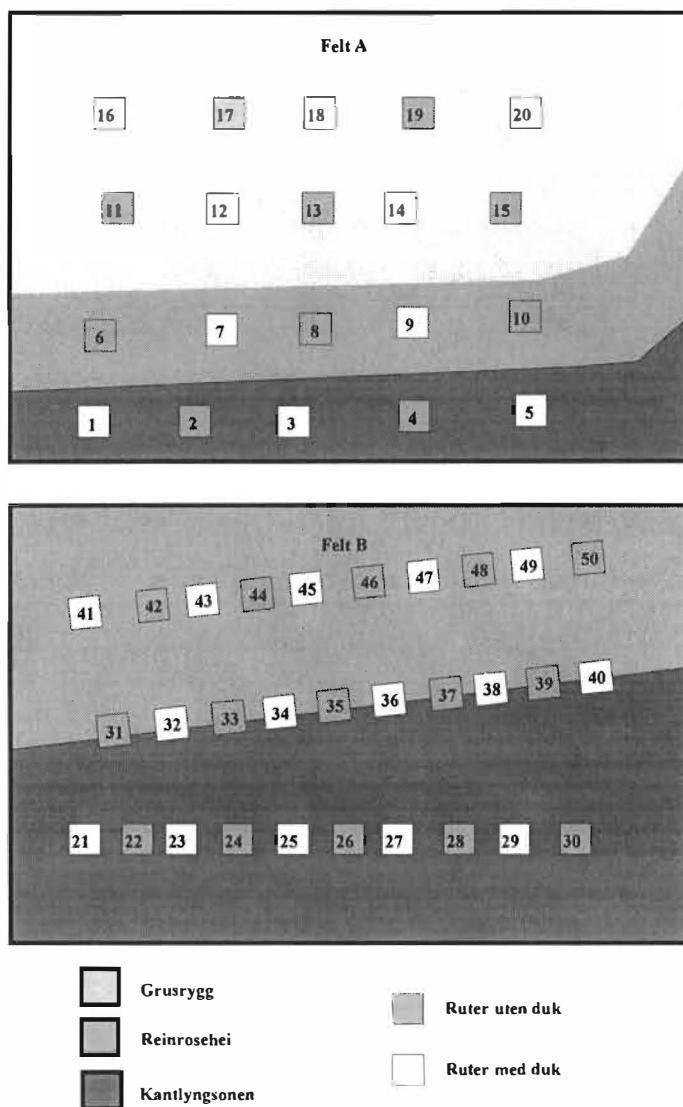 Felt A
16 17 18 19 20
11 12 13 14 15
6 7 8 9 10
1 2 3 4 5
Felt B
41 42 43 44 45 46 47 48 49 50
31 32 33 34 35 36 37 38 39 40
21 22 23 24 25 26 27 28 29 30
Grusrygg
Reinrosehei
Kantlyngsonen
Ruter uten duk
Ruter med duk